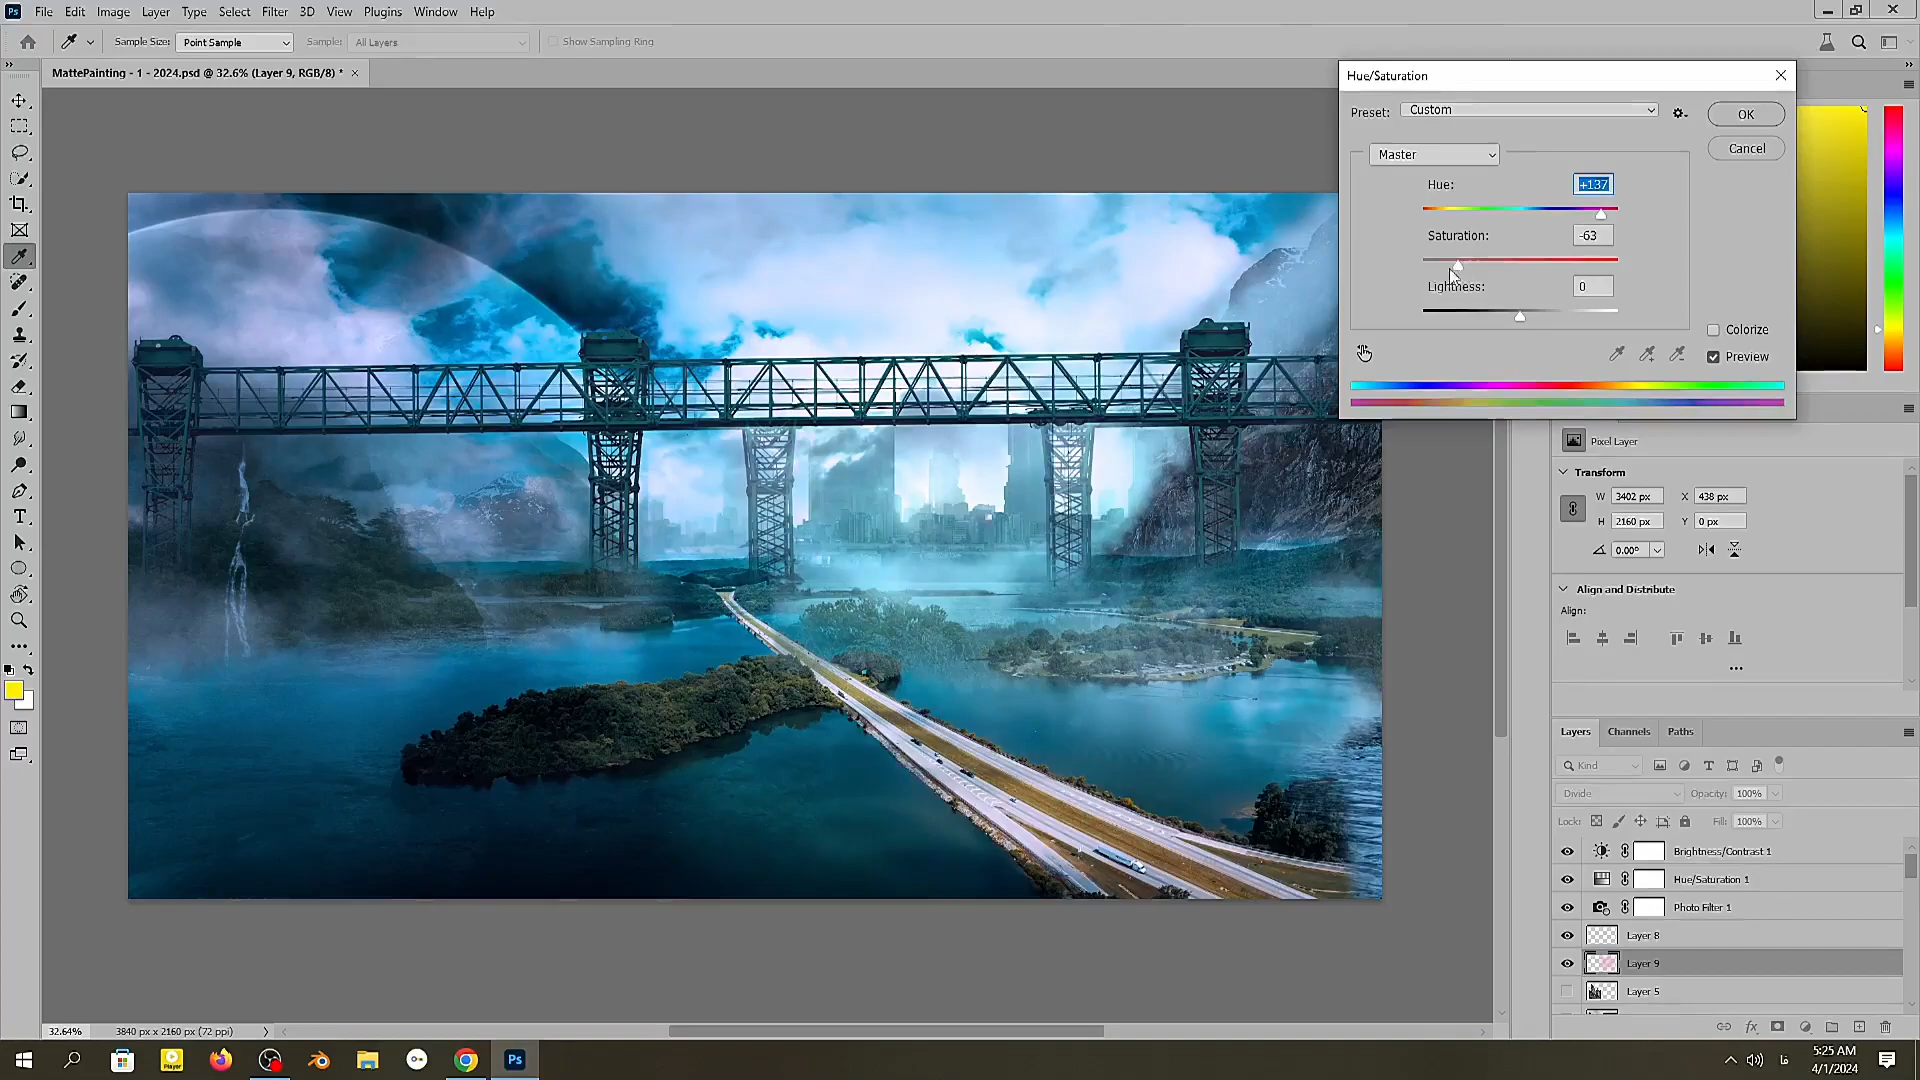 Ps File Edit Image Layer Type Select Filter 3D View Plugins Window Help
Sample Size: Point Sample Sample: All Layers Show Sampling Ring
MattePainting - 1 - 2024.psd @ 32.6% (Layer 9, RGB/8) *
Hue/Saturation
Preset: Custom
OK
Cancel
Master
Hue: +137
Saturation: -63
Lightness: 0
Colorize
Preview
Pixel Layer
Transform
W 3402 px X 438 px
H 2160 px Y 0 px
0.00°
Align and Distribute
Align:
Layers Channels Paths
Kind
Divide Opacity: 100%
Lock: Fill: 100%
Brightness/Contrast 1
Hue/Saturation 1
Photo Filter 1
Layer 8
Layer 9
Layer 5
32.64% 3840 px x 2160 px (72 ppi)
Player
Ps
فا
5:25 AM
4/1/2024